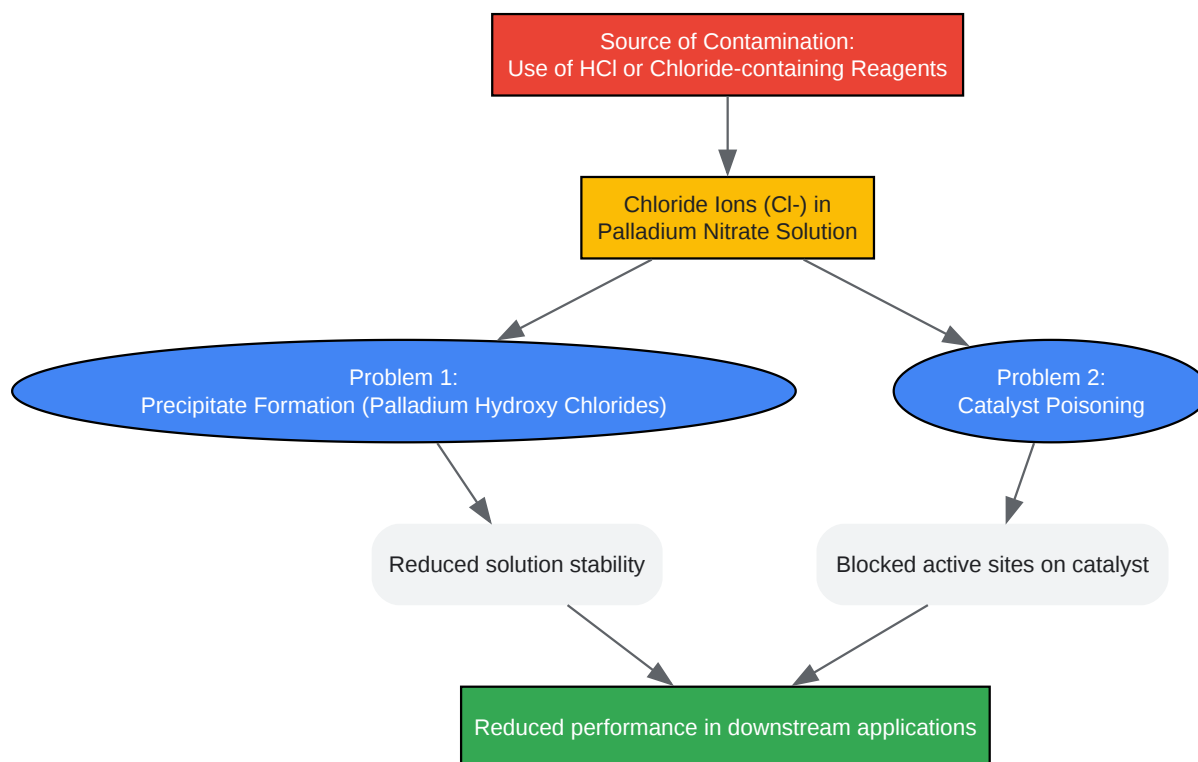 Source of Contamination:
Use of HCl or Chloride-containing Reagents
Chloride Ions (Cl-) in
Palladium Nitrate Solution
Problem 1:
Precipitate Formation (Palladium Hydroxy Chlorides)
Problem 2:
Catalyst Poisoning
Reduced solution stability
Blocked active sites on catalyst
Reduced performance in downstream applications